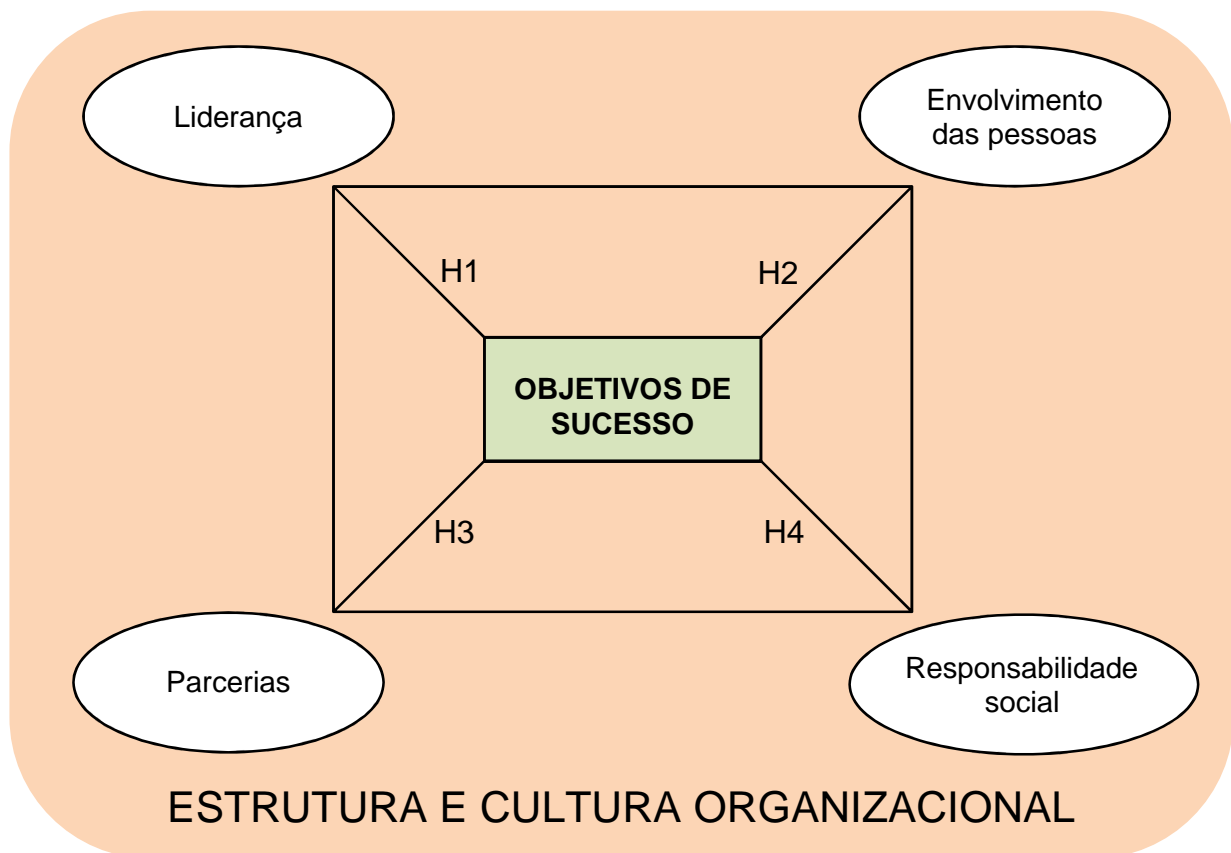 Liderança
Envolvimento
das pessoas
H1
H2
OBJETIVOS DE
SUCESSO
H3
H4
Parcerias
Responsabilidade
social
ESTRUTURA E CULTURA ORGANIZACIONAL